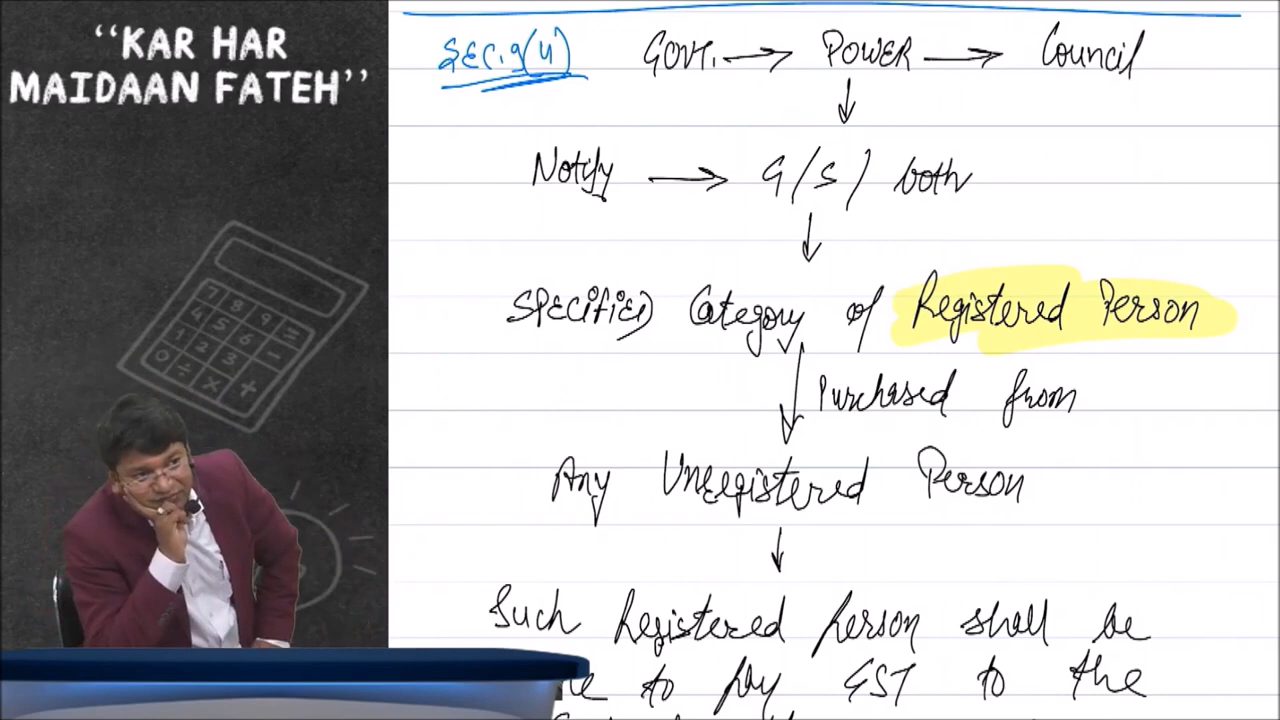 “KAR HAR
MAIDAAN FATEH”
SEC.9(4) GOVT. → POWER → Council
↓
Notify → G/S/ both
↓
Specified Category of Registered Person
↓ Purchased from
Any Unregistered Person
↓
Such Registered person shall be
to pay GST to the